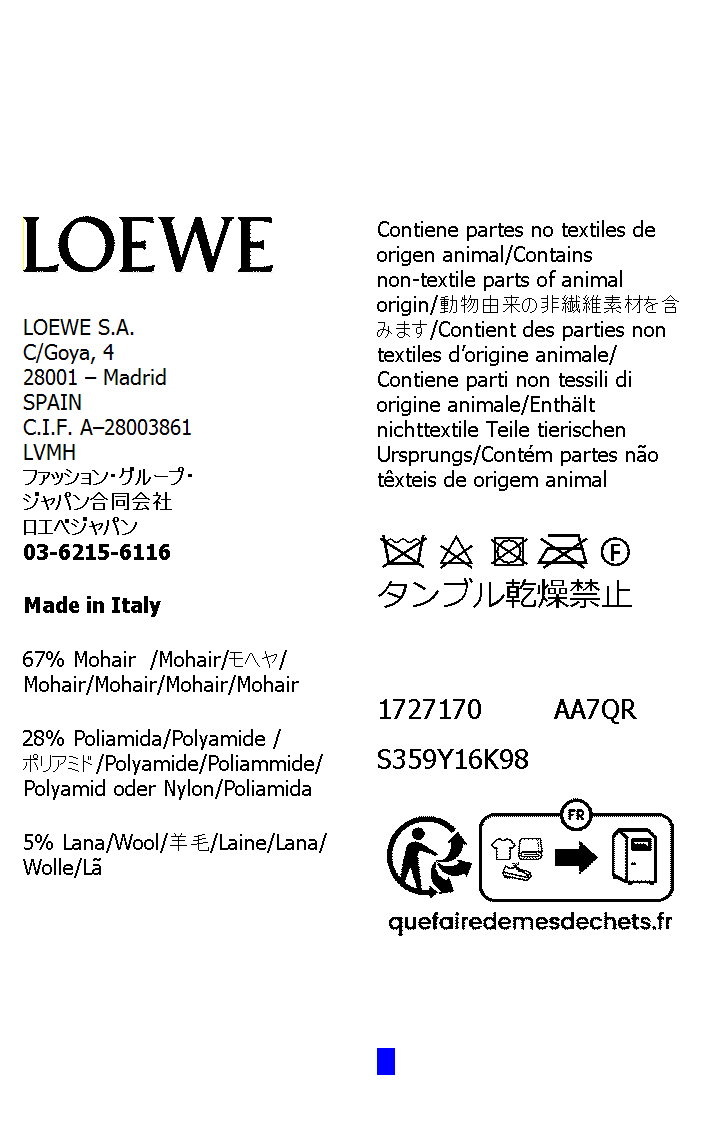 LOEWE
LOEWE S.A.
C/Goya, 4
28001 – Madrid
SPAIN
C.I.F. A–28003861
LVMH
ファッション・グループ・
ジャパン合同会社
ロエベジャパン
03-6215-6116
Made in Italy
67% Mohair  /Mohair/モヘヤ/
Mohair/Mohair/Mohair/Mohair
28% Poliamida/Polyamide /
ポリアミド/Polyamide/Poliammide/
Polyamid oder Nylon/Poliamida
5% Lana/Wool/羊毛/Laine/Lana/
Wolle/Lã
Contiene partes no textiles de
origen animal/Contains
non-textile parts of animal
origin/動物由来の非繊維素材を含
みます/Contient des parties non
textiles d’origine animale/
Contiene parti non tessili di
origine animale/Enthält
nichttextile Teile tierischen
Ursprungs/Contém partes não
têxteis de origem animal
F
タンブル乾燥禁止
1727170 AA7QR
S359Y16K98
FR
quefairedemesdechets.fr